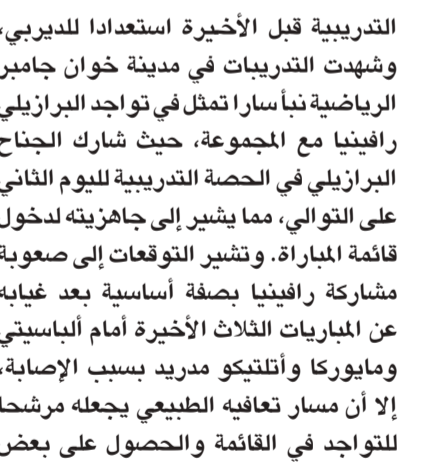 التدريبية قبل الأخيرة استعدادا للديربي،
وشهدت التدريبات في مدينة خوان جامبر
الرياضية نبأ سارا تمثل في تواجد البرازيلي
رافينيا مع المجموعة، حيث شارك الجناح
البرازيلي في الحصة التدريبية لليوم الثاني
على التوالي، مما يشير إلى جاهزيته لدخول
قائمة المباراة. وتشير التوقعات إلى صعوبة
مشاركة رافينيا بصفة أساسية بعد غيابه
عن المباريات الثلاث الأخيرة أمام ألباسيتي
ومايوركا وأتلتيكو مدريد بسبب الإصابة،
إلا أن مسار تعافيه الطبيعي يجعله مرشحا
للتواجد في القائمة والحصول على بعض